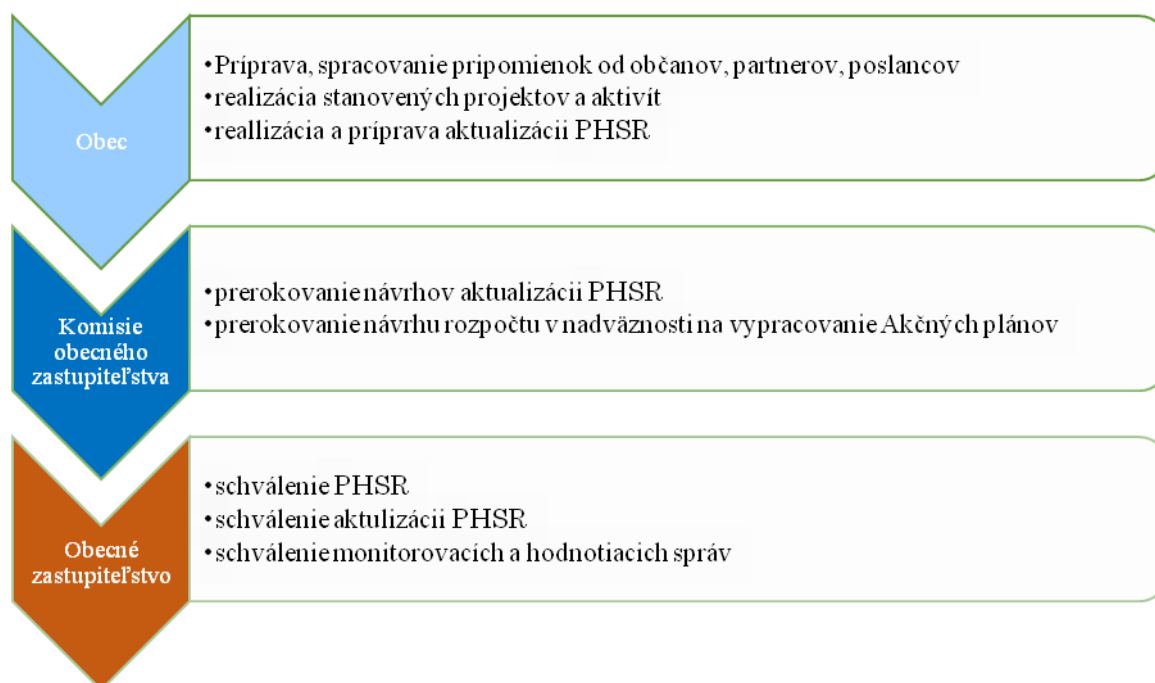 Obec
•Príprava, spracovanie pripomienok od občanov, partnerov, poslancov
•realizácia stanovených projektov a aktivít
•reallizácia a príprava aktualizácii PHSR
Komisie
obecného
zastupiteľstva
•prerokovanie návrhov aktualizácii PHSR
•prerokovanie návrhu rozpočtu v nadväznosti na vypracovanie Akčných plánov
Obecné
zastupiteľstvo
•schválenie PHSR
•schválenie aktulizácii PHSR
•schválenie monitorovacích a hodnotiacich správ